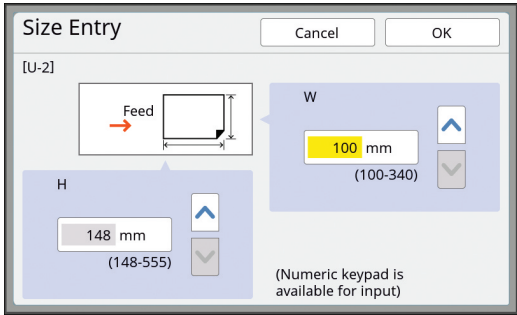 Size Entry
Cancel
OK
[U-2]
Feed
W
100 mm
(100-340)
H
148 mm
(148-555)
(Numeric keypad is
available for input)